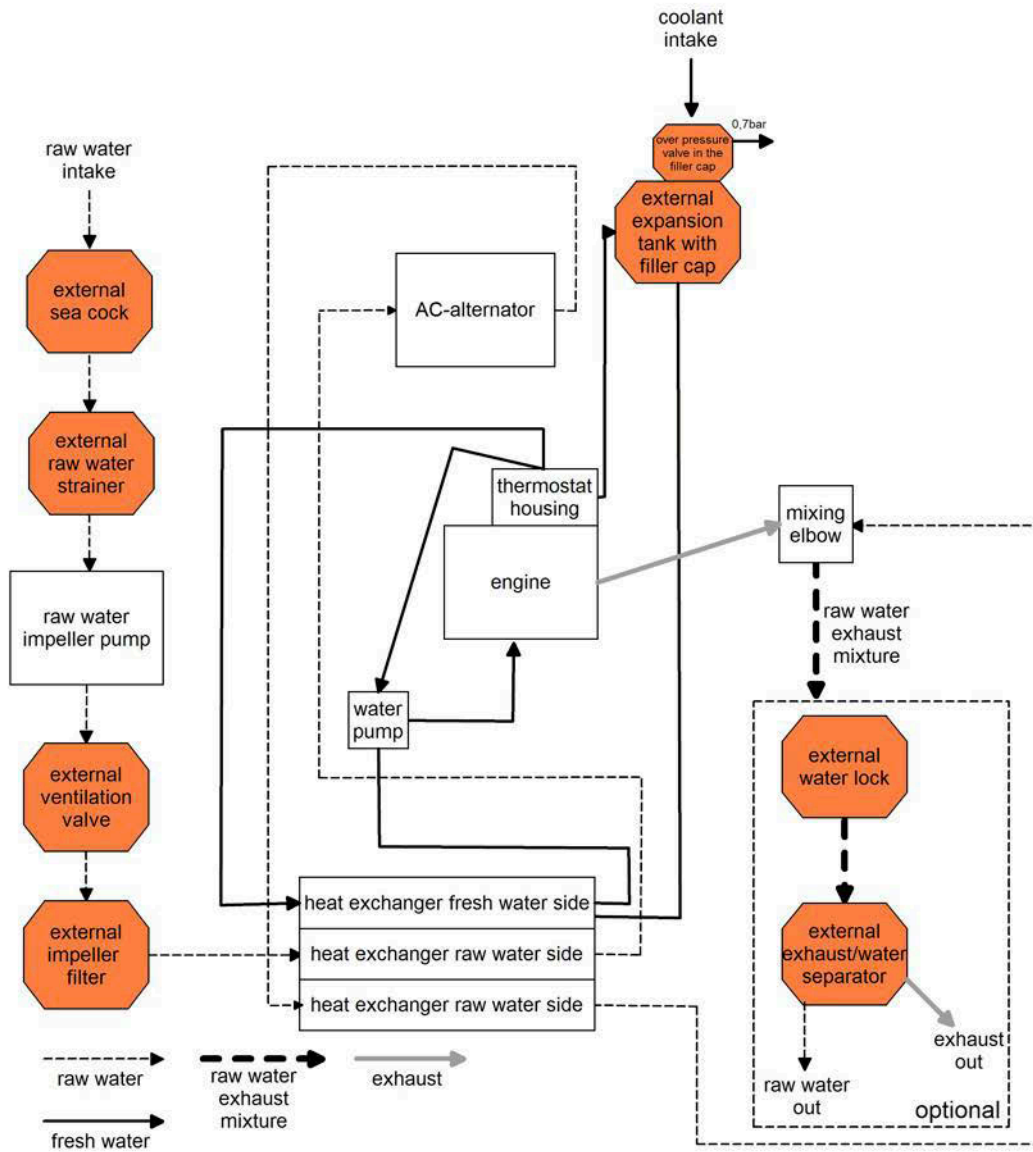 coolant
intake
0,7bar
over pressure
valve in the
filler cap
raw water
intake
external
expansion
tank with
filler cap
external
sea cock
AC-alternator
external
raw water
strainer
thermostat
housing
mixing
elbow
engine
raw water
impeller pump
raw water
exhaust
mixture
water
pump
external
ventilation
valve
external
water lock
heat exchanger fresh water side
external
impeller
filter
heat exchanger raw water side
external
exhaust/water
separator
heat exchanger raw water side
exhaust
out
raw water
out
optional
raw water
raw water
exhaust
mixture
exhaust
fresh water